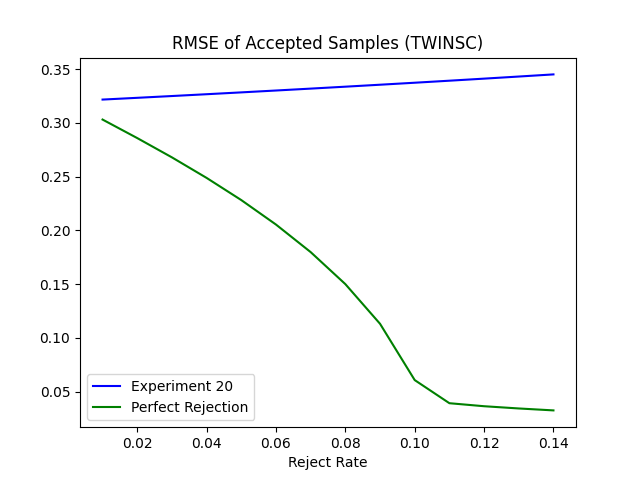 RMSE of Accepted Samples (TWINSC)
0.35
0.30
0.25
0.20
0.15
0.10
0.05
Experiment 20
Perfect Rejection
0.02 0.04 0.06 0.08 0.10 0.12 0.14
Reject Rate